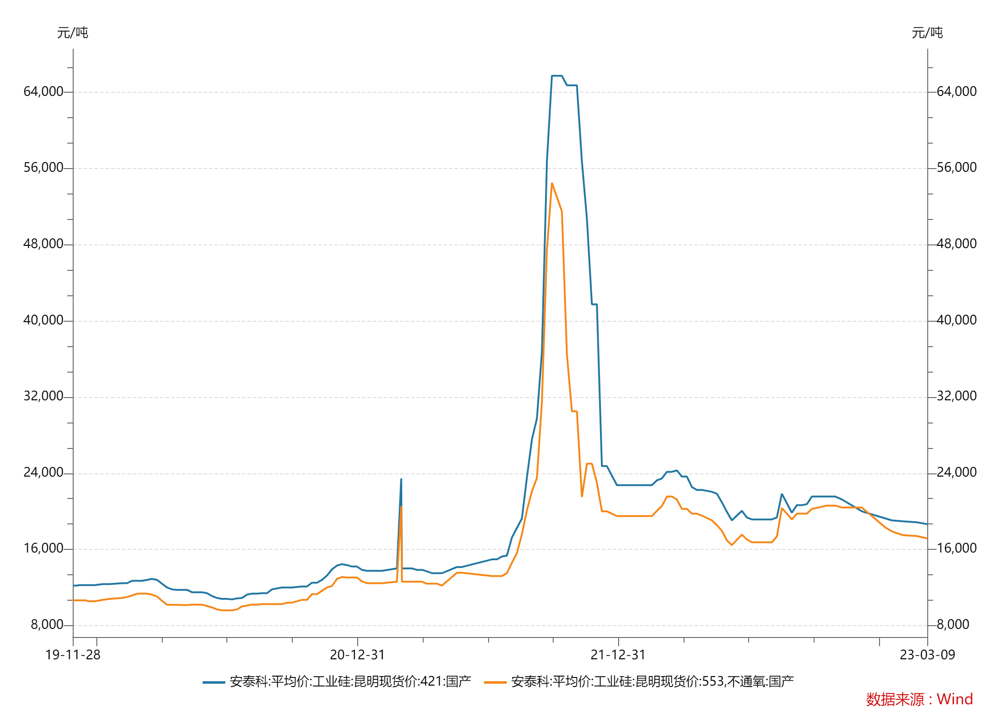 元/吨 元/吨
64,000 64,000
56,000 56,000
48,000 48,000
40,000 40,000
32,000 32,000
24,000 24,000
16,000 16,000
8,000 8,000
19-11-28 20-12-31 21-12-31 23-03-09
安泰科:平均价:工业硅:昆明现货价:421:国产 安泰科:平均价:工业硅:昆明现货价:553,不通氧:国产
数据来源：Wind